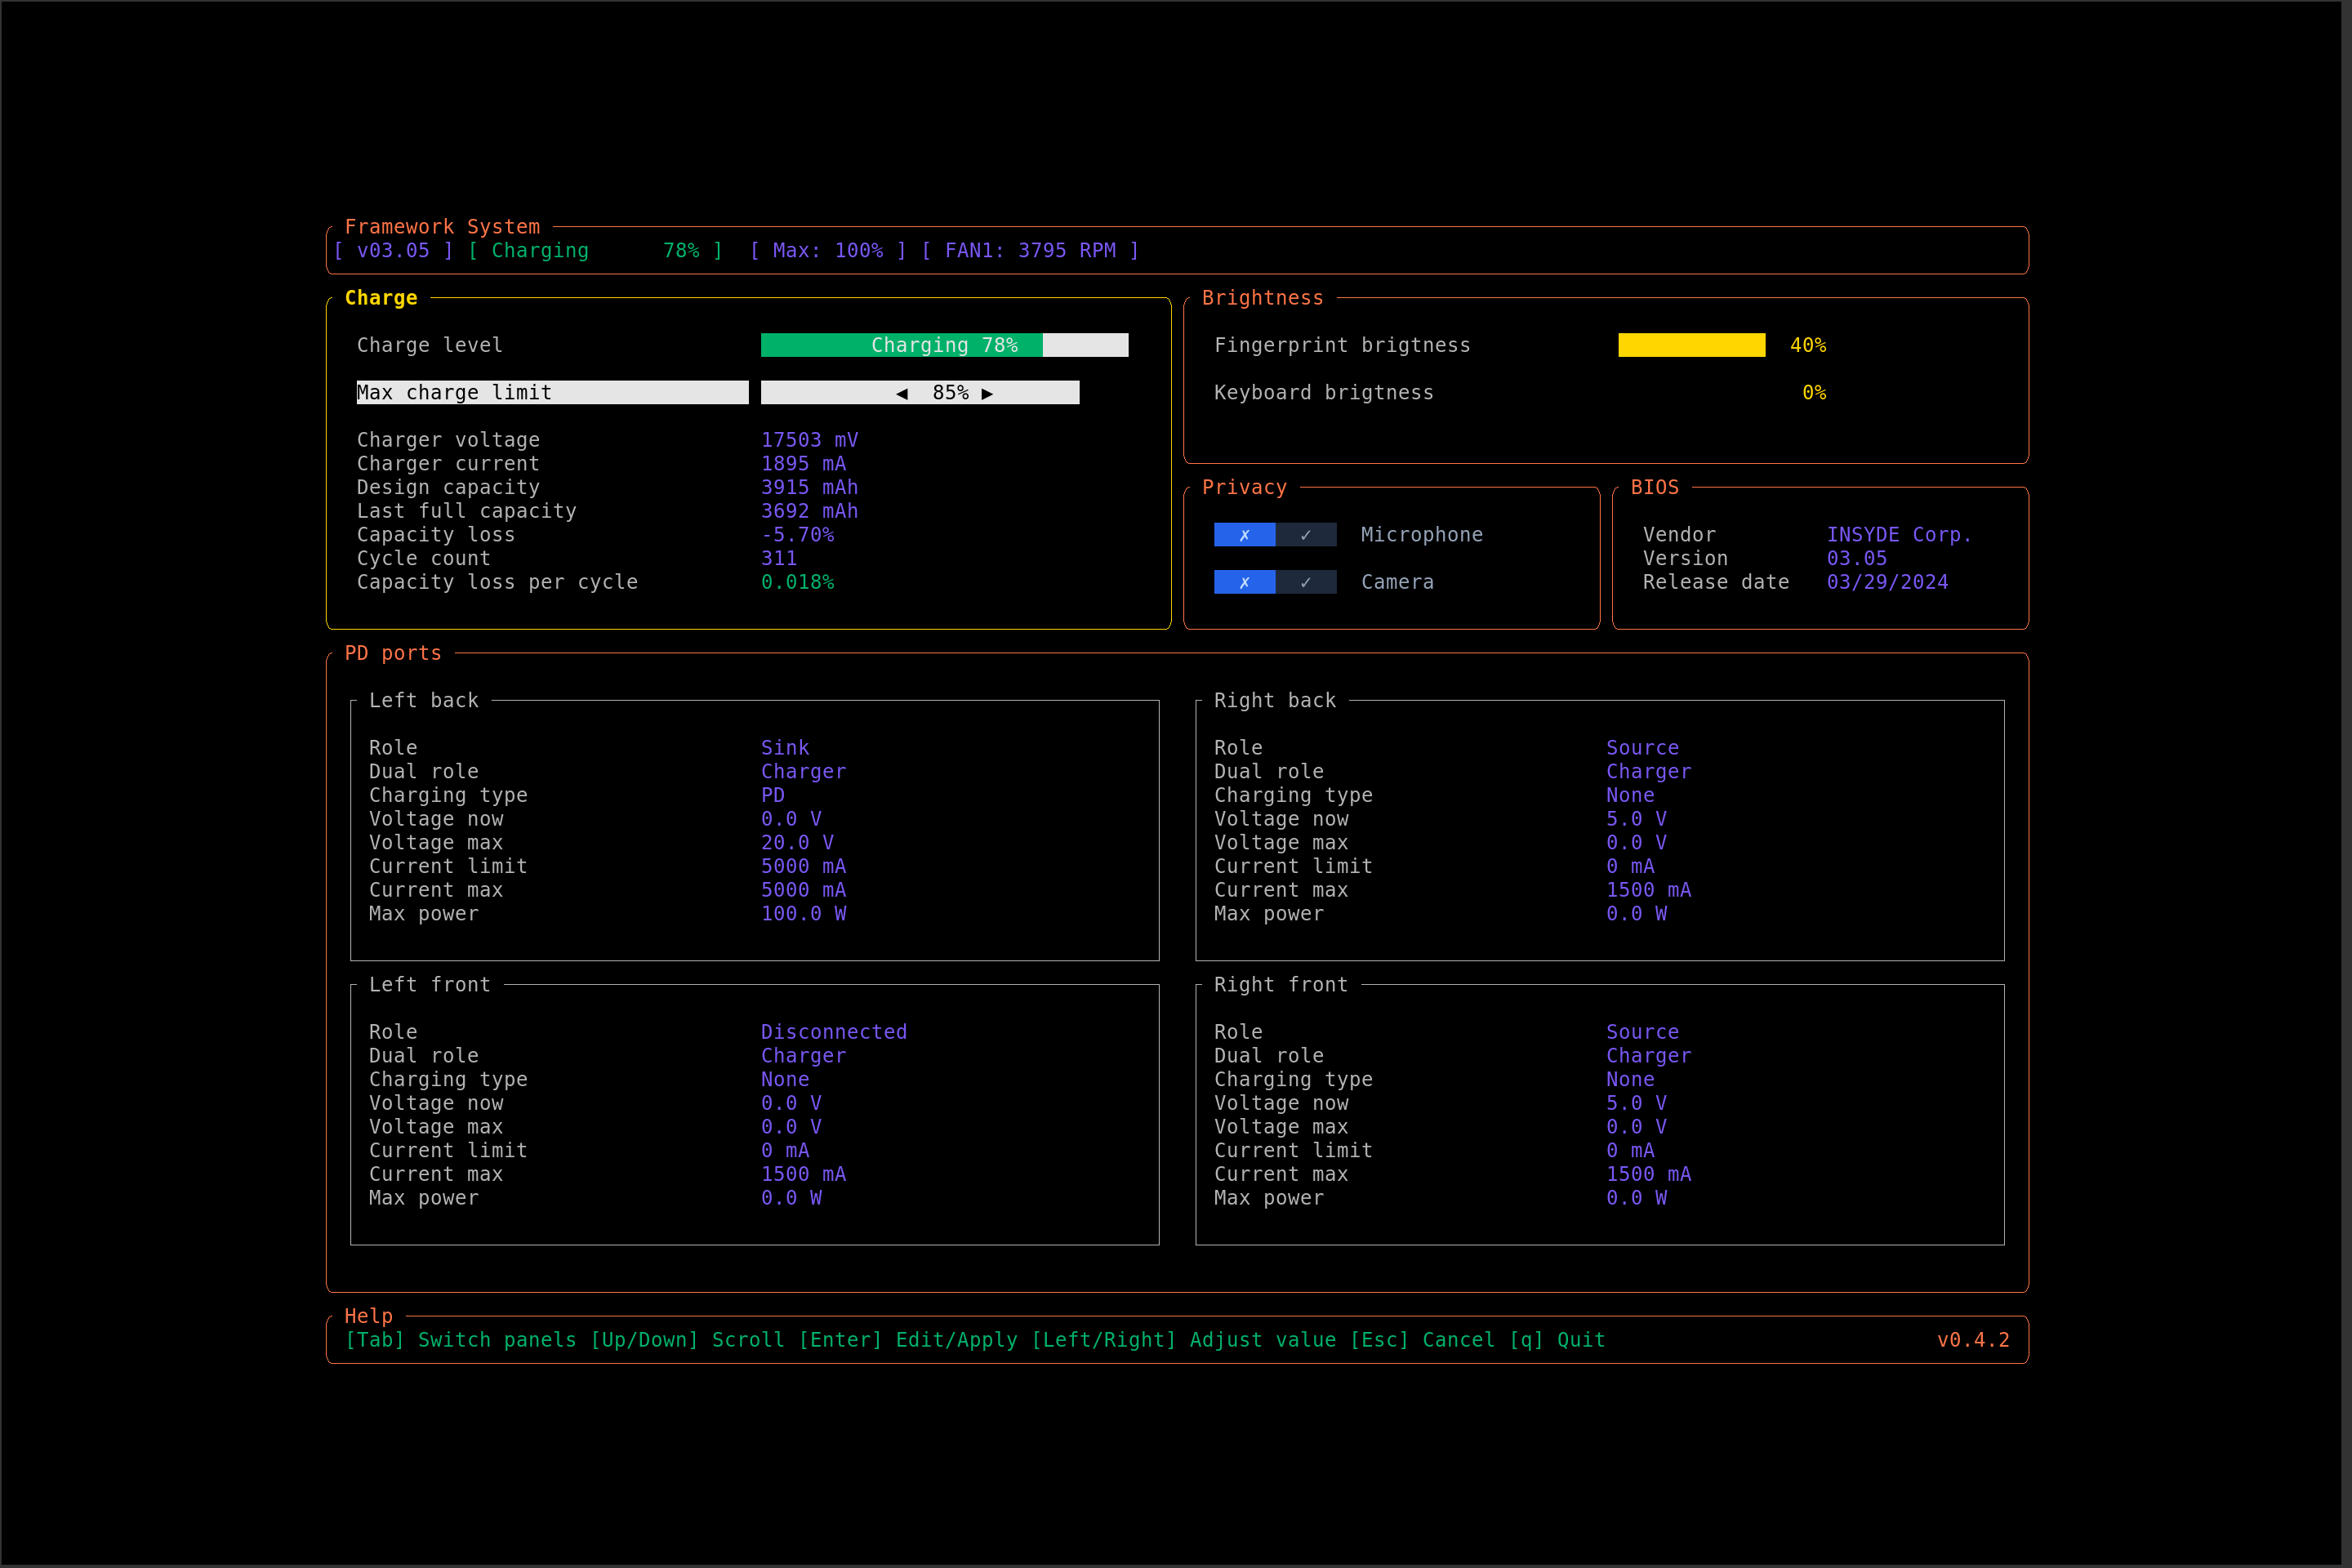 Framework System
[ v03.05 ] [ Charging 78% ] [ Max: 100% ] [ FAN1: 3795 RPM ]
Charge
Charge level Charging 78%
Max charge limit ◀ 85% ▶
Charger voltage 17503 mV
Charger current 1895 mA
Design capacity 3915 mAh
Last full capacity 3692 mAh
Capacity loss -5.70%
Cycle count 311
Capacity loss per cycle 0.018%
Brightness
Fingerprint brigtness 40%
Keyboard brigtness 0%
Privacy
✗ ✓ Microphone
✗ ✓ Camera
BIOS
Vendor INSYDE Corp.
Version 03.05
Release date 03/29/2024
PD ports
Left back
Role Sink
Dual role Charger
Charging type PD
Voltage now 0.0 V
Voltage max 20.0 V
Current limit 5000 mA
Current max 5000 mA
Max power 100.0 W
Right back
Role Source
Dual role Charger
Charging type None
Voltage now 5.0 V
Voltage max 0.0 V
Current limit 0 mA
Current max 1500 mA
Max power 0.0 W
Left front
Role Disconnected
Dual role Charger
Charging type None
Voltage now 0.0 V
Voltage max 0.0 V
Current limit 0 mA
Current max 1500 mA
Max power 0.0 W
Right front
Role Source
Dual role Charger
Charging type None
Voltage now 5.0 V
Voltage max 0.0 V
Current limit 0 mA
Current max 1500 mA
Max power 0.0 W
Help
[Tab] Switch panels [Up/Down] Scroll [Enter] Edit/Apply [Left/Right] Adjust value [Esc] Cancel [q] Quit v0.4.2